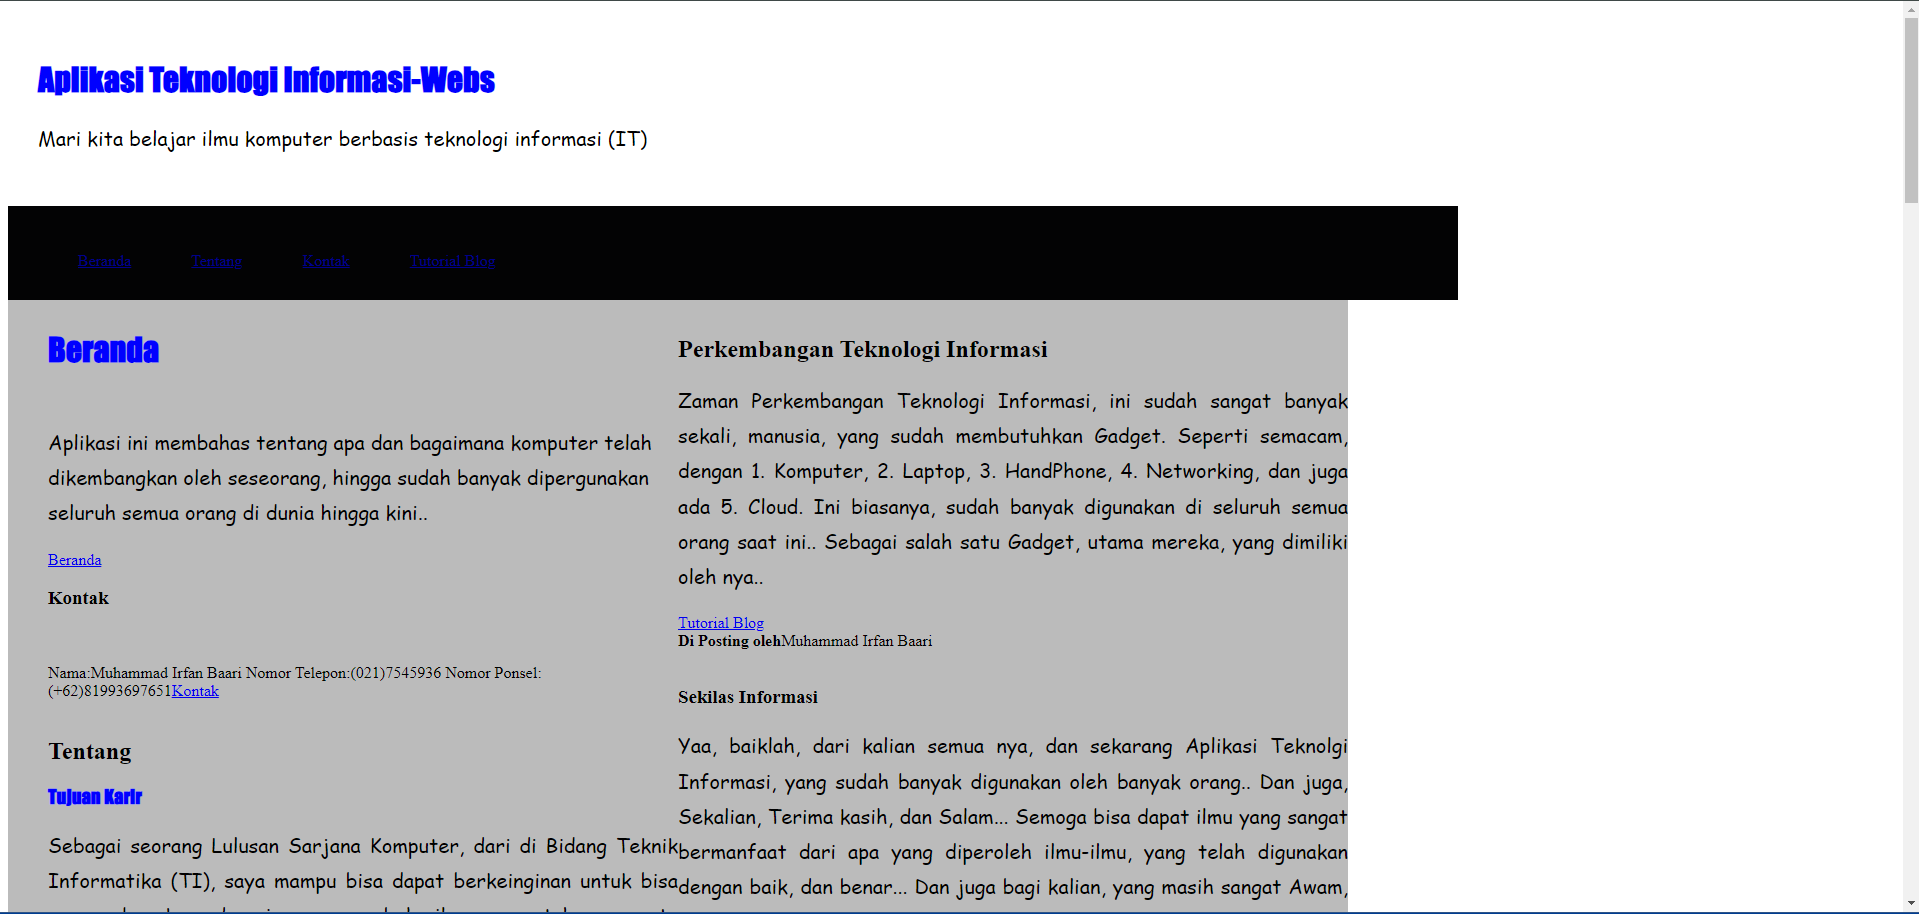 Aplikasi Teknologi Informasi-Webs
Mari kita belajar ilmu komputer berbasis teknologi informasi (IT)
Beranda Tentang Kontak Tutorial Blog
Beranda
Aplikasi ini membahas tentang apa dan bagaimana komputer telah
dikembangkan oleh seseorang, hingga sudah banyak dipergunakan
seluruh semua orang di dunia hingga kini..
Beranda
Kontak
Nama:Muhammad Irfan Baari Nomor Telepon:(021)7545936 Nomor Ponsel:
(+62)81993697651Kontak
Tentang
Tujuan Karir
Sebagai seorang Lulusan Sarjana Komputer, dari di Bidang Teknik
Informatika (TI), saya mampu bisa dapat berkeinginan untuk bisa
Perkembangan Teknologi Informasi
Zaman Perkembangan Teknologi Informasi, ini sudah sangat banyak
sekali, manusia, yang sudah membutuhkan Gadget. Seperti semacam,
dengan 1. Komputer, 2. Laptop, 3. HandPhone, 4. Networking, dan juga
ada 5. Cloud. Ini biasanya, sudah banyak digunakan di seluruh semua
orang saat ini.. Sebagai salah satu Gadget, utama mereka, yang dimiliki
oleh nya..
Tutorial Blog
Di Posting olehMuhammad Irfan Baari
Sekilas Informasi
Yaa, baiklah, dari kalian semua nya, dan sekarang Aplikasi Teknolgi
Informasi, yang sudah banyak digunakan oleh banyak orang.. Dan juga,
Sekalian, Terima kasih, dan Salam... Semoga bisa dapat ilmu yang sangat
bermanfaat dari apa yang diperoleh ilmu-ilmu, yang telah digunakan
dengan baik, dan benar... Dan juga bagi kalian, yang masih sangat Awam,